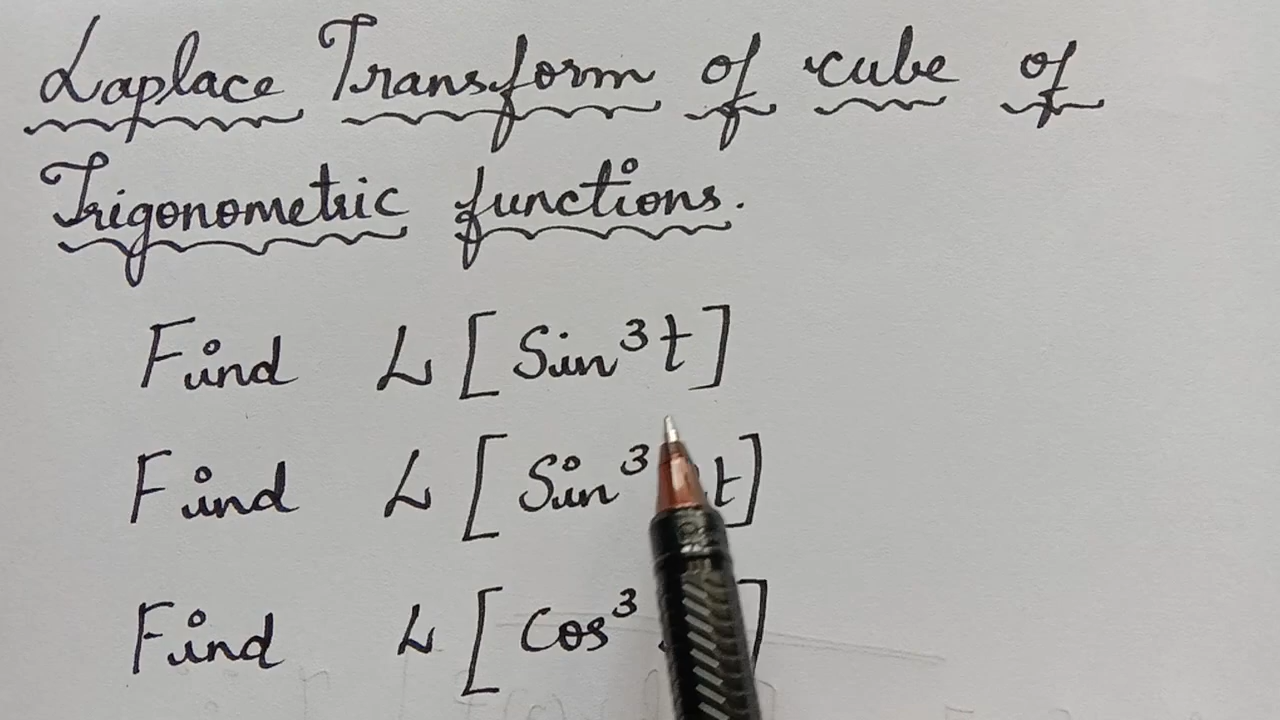 Laplace Transform of cube of
Trigonometric functions.
Find L[Sin³t]
Find L[Sin³ t]
Find L[Cos³ ]